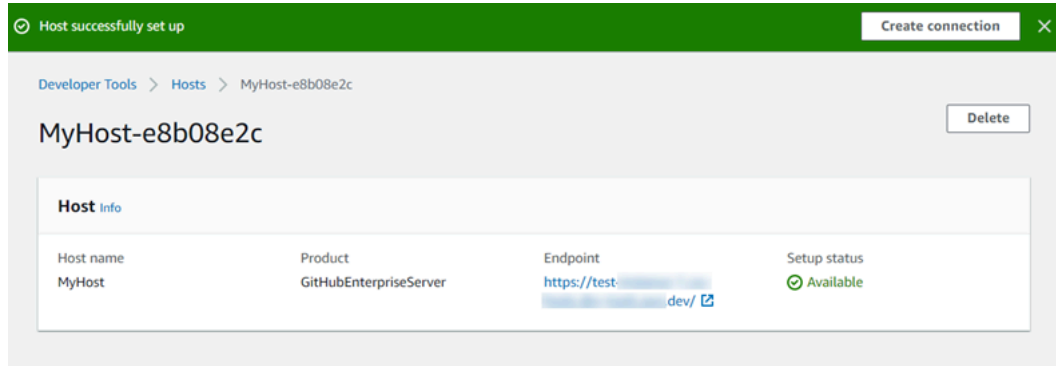 Host successfully set up
Create connection
Developer Tools > Hosts > MyHost-e8b08e2c
MyHost-e8b08e2c
Delete
Host Info
Host name Product Endpoint Setup status
MyHost GitHubEnterpriseServer https://test- Available
dev/